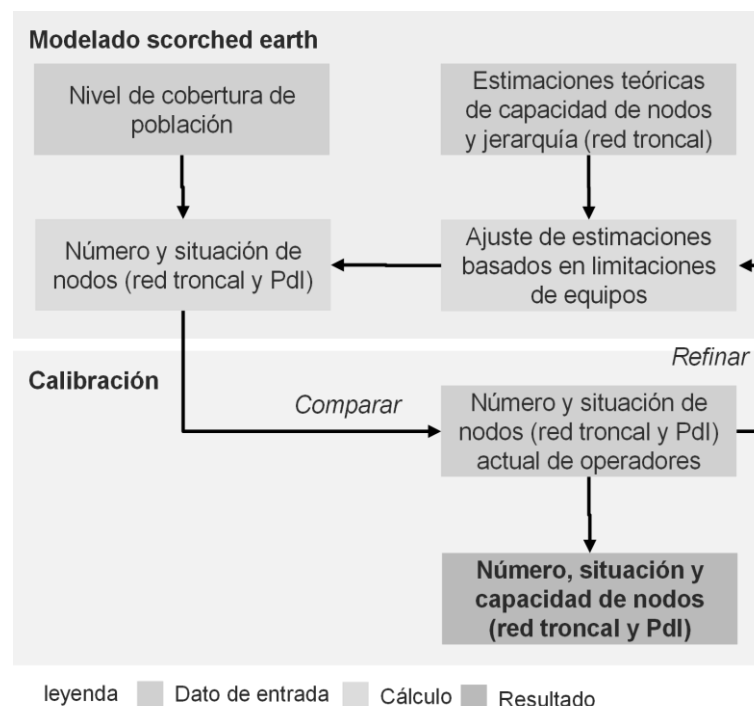 Modelado scorched earth
Nivel de cobertura de
población
Estimaciones teóricas
de capacidad de nodos
y jerarquía (red troncal)
Número y situación de
nodos (red troncal y PdI)
Ajuste de estimaciones
basados en limitaciones
de equipos
Refinar
Calibración
Comparar
Número y situación de
nodos (red troncal y PdI)
actual de operadores
Número, situación y
capacidad de nodos
(red troncal y PdI)
leyenda Dato de entrada Cálculo Resultado